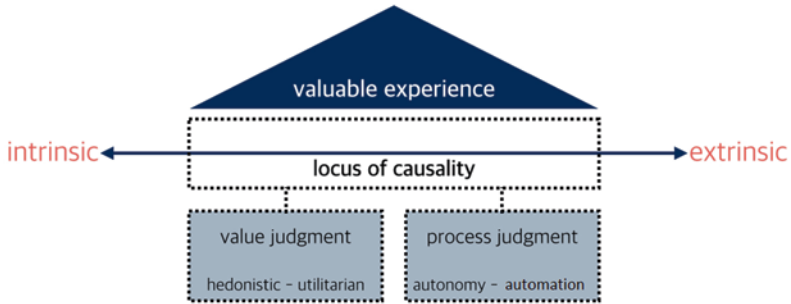 valuable experience
intrinsic
extrinsic
locus of causality
value judgment
process judgment
hedonistic – utilitarian
autonomy – automation